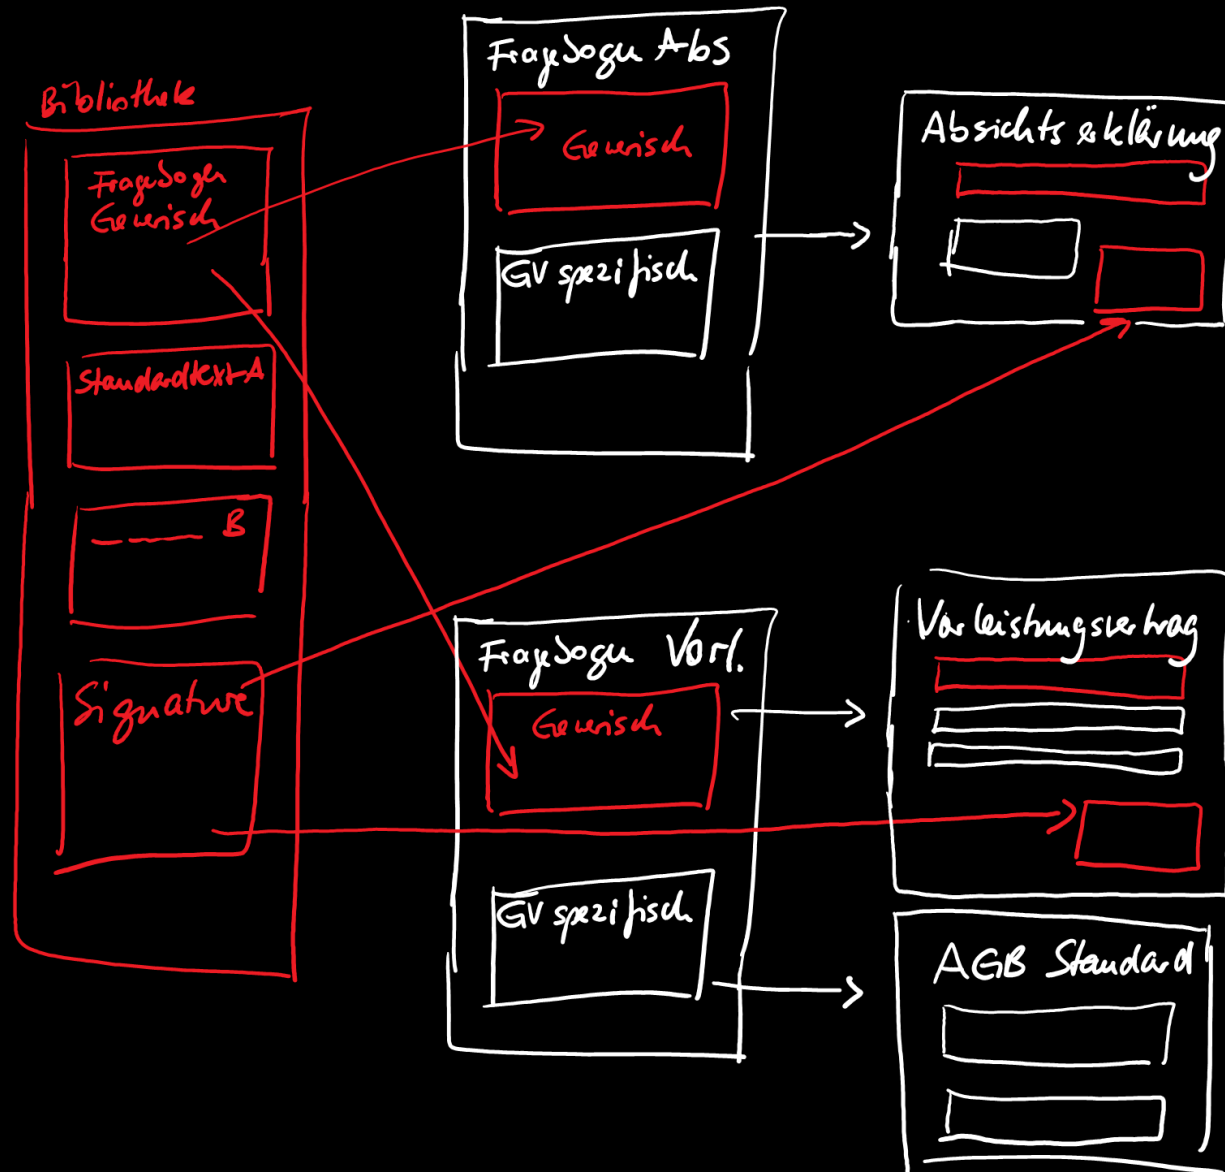 Bibliothek
Fragebogen
Generisch
Standardtext A
B
Signature
Fragebogen Abs
Generisch
GV spezifisch
Absichtserklärung
Fragebogen Vorl.
Generisch
GV spezifisch
Vorleistungsvertrag
AGB Standard